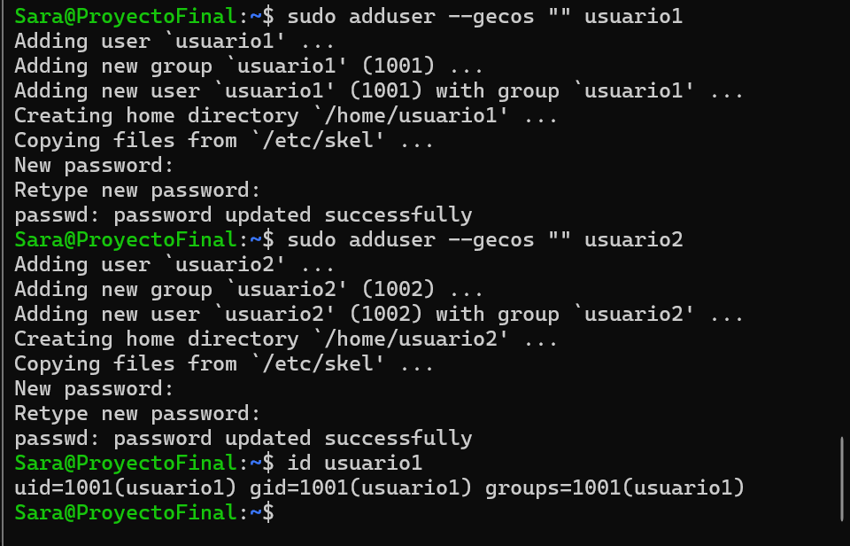 Sara@ProyectoFinal:~$ sudo adduser --gecos "" usuario1
Adding user `usuario1' ...
Adding new group `usuario1' (1001) ...
Adding new user `usuario1' (1001) with group `usuario1' ...
Creating home directory `/home/usuario1' ...
Copying files from `/etc/skel' ...
New password:
Retype new password:
passwd: password updated successfully
Sara@ProyectoFinal:~$ sudo adduser --gecos "" usuario2
Adding user `usuario2' ...
Adding new group `usuario2' (1002) ...
Adding new user `usuario2' (1002) with group `usuario2' ...
Creating home directory `/home/usuario2' ...
Copying files from `/etc/skel' ...
New password:
Retype new password:
passwd: password updated successfully
Sara@ProyectoFinal:~$ id usuario1
uid=1001(usuario1) gid=1001(usuario1) groups=1001(usuario1)
Sara@ProyectoFinal:~$